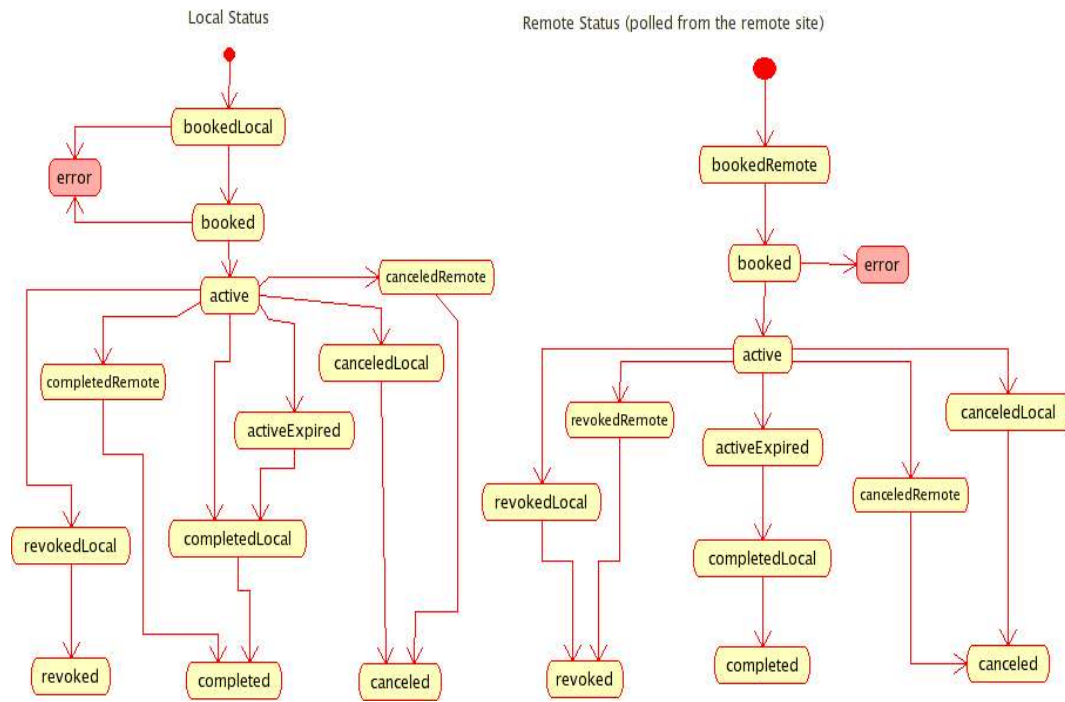 Local Status
bookedLocal
error
booked
active
canceledRemote
canceledLocal
completedRemote
activeExpired
revokedLocal
completedLocal
revoked
completed
canceled
Remote Status (polled from the remote site)
bookedRemote
booked
error
active
revokedRemote
canceledLocal
activeExpired
revokedLocal
canceledRemote
completedLocal
revoked
completed
canceled